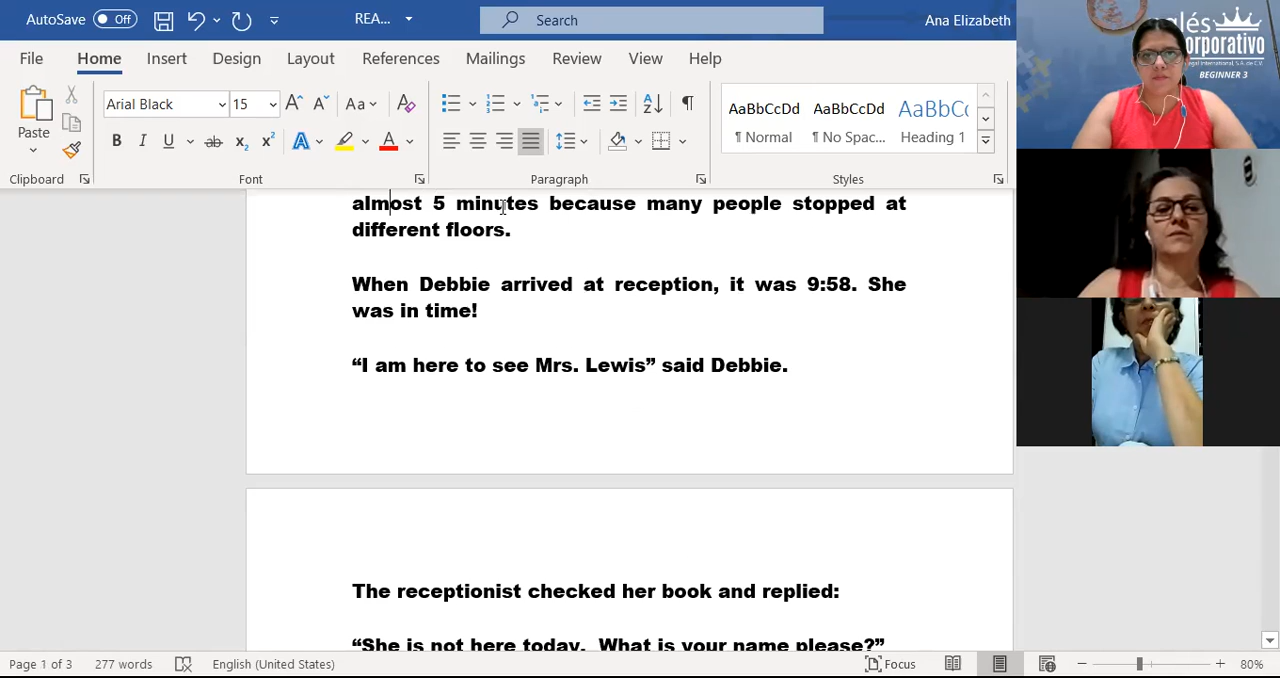 AutoSave Off REA... Search Ana Elizabeth
File Home Insert Design Layout References Mailings Review View Help
Paste Arial Black 15 Aa AaBbCcDd AaBbCcDd
B I U ab x₂ x² A A ¶ Normal ¶ No Spac... Heading 1
Clipboard Font Paragraph Styles
almost 5 minutes because many people stopped at
different floors.
When Debbie arrived at reception, it was 9:58. She
was in time!
“I am here to see Mrs. Lewis” said Debbie.
The receptionist checked her book and replied:
“She is not here today. What is your name please?”
Page 1 of 3 277 words English (United States) Focus 80%
BEGINNER 3